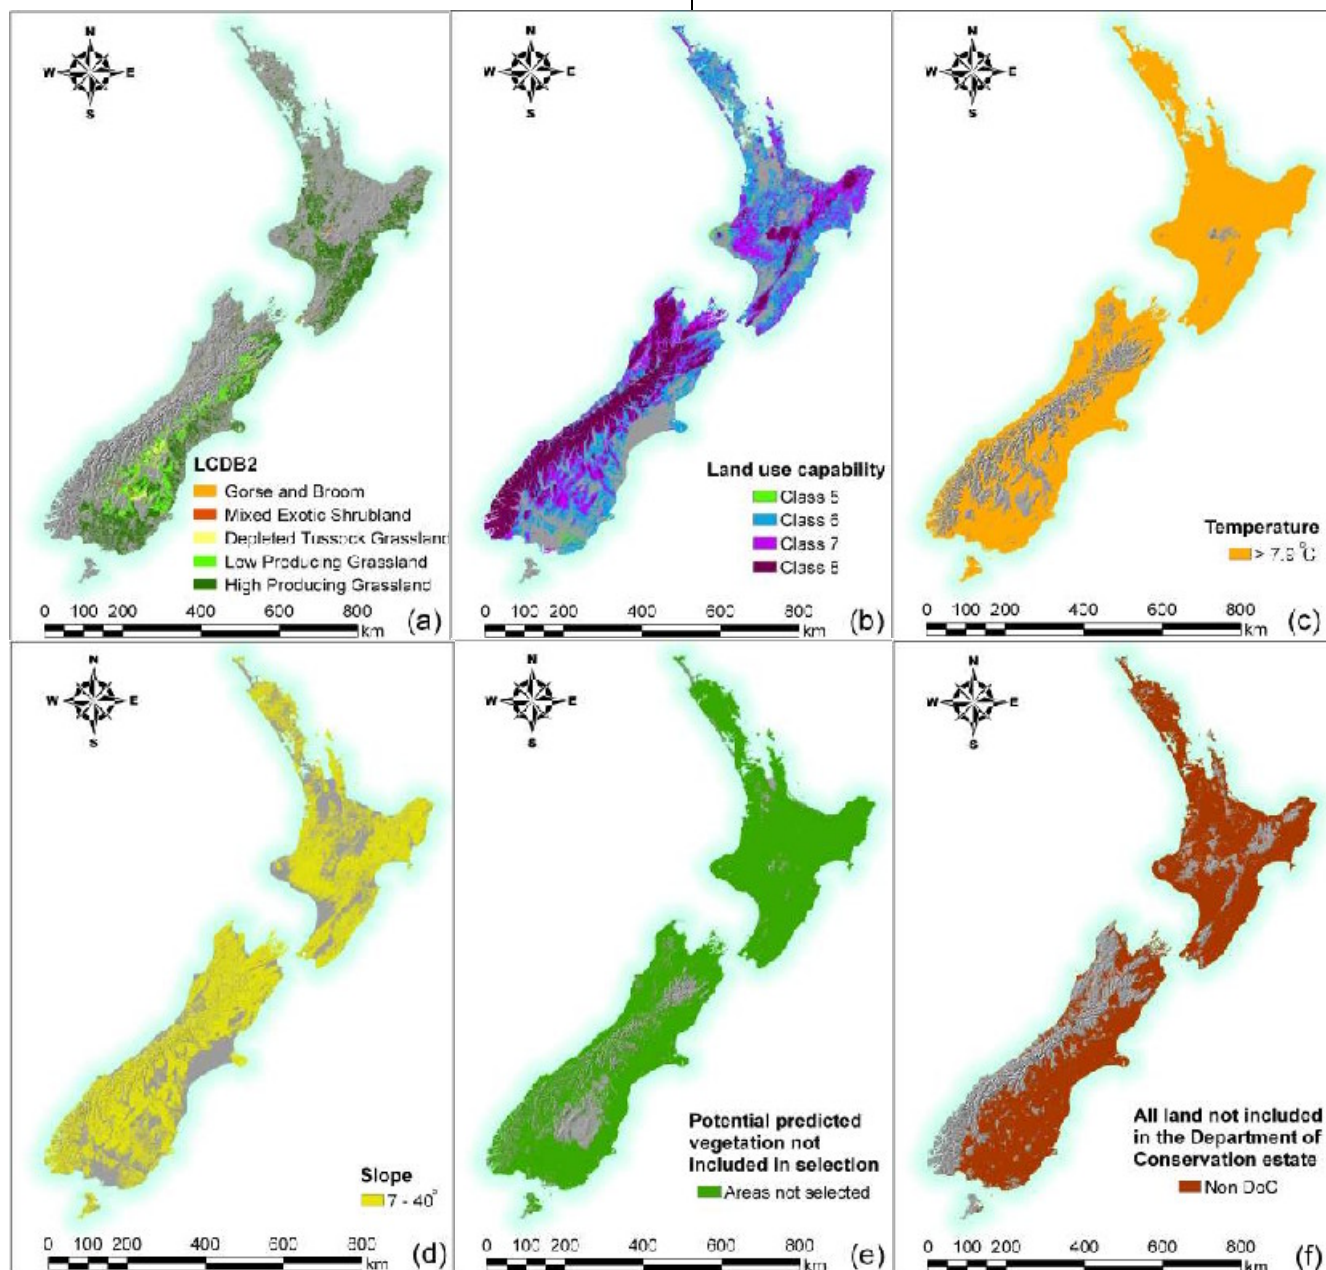 N
W E
S
LCDB2
Gorse and Broom
Mixed Exotic Shrubland
Depleted Tussock Grassland
Low Producing Grassland
High Producing Grassland
0 100 200 400 600 800
km
(a)
N
W E
S
Land use capability
Class 5
Class 6
Class 7
Class 8
0 100 200 400 600 800
km
(b)
N
W E
S
Temperature
> 7.9 °C
0 100 200 400 600 800
km
(c)
N
W E
S
Slope
7 - 40°
0 100 200 400 600 800
km
(d)
N
W E
S
Potential predicted
vegetation not
included in selection
Areas not selected
0 100 200 400 600 800
km
(e)
N
W E
S
All land not included
in the Department of
Conservation estate
Non DoC
0 100 200 400 600 800
km
(f)